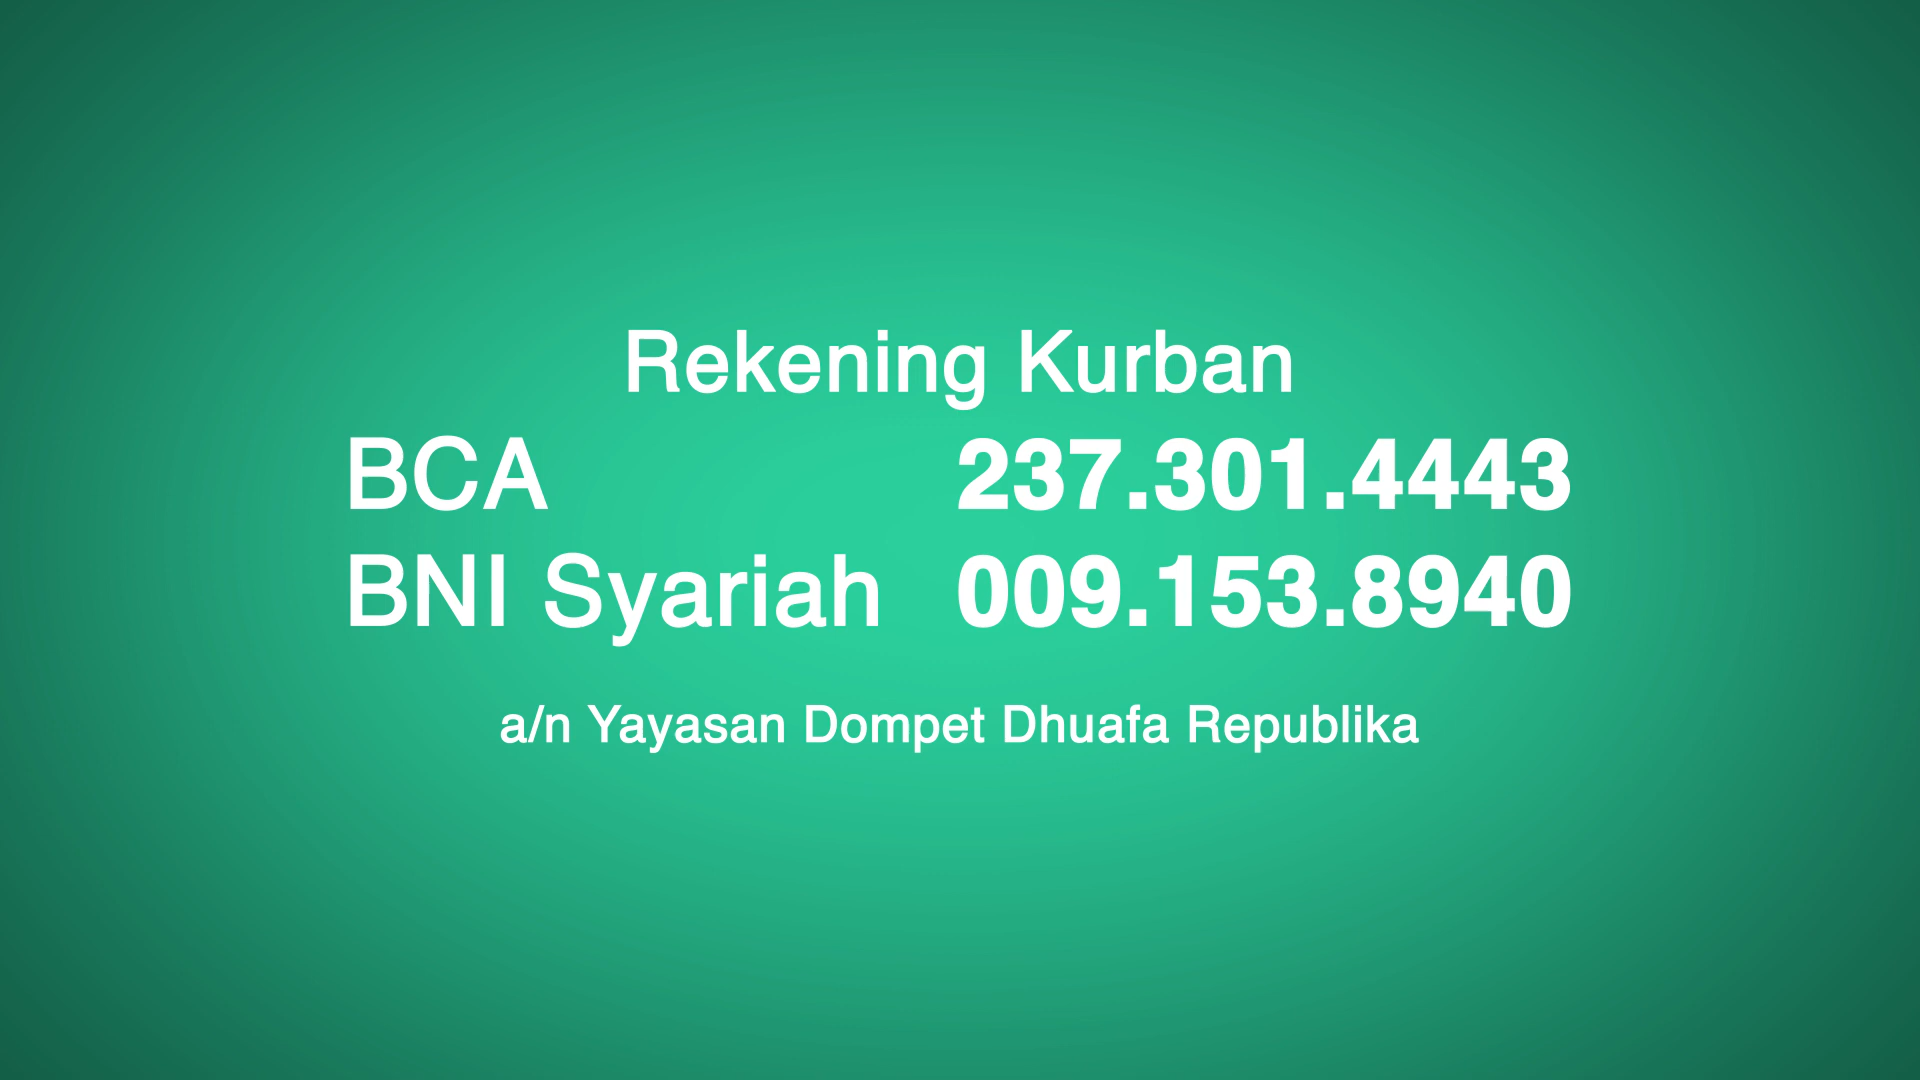 Rekening Kurban
BCA 237.301.4443
BNI Syariah 009.153.8940
a/n Yayasan Dompet Dhuafa Republika